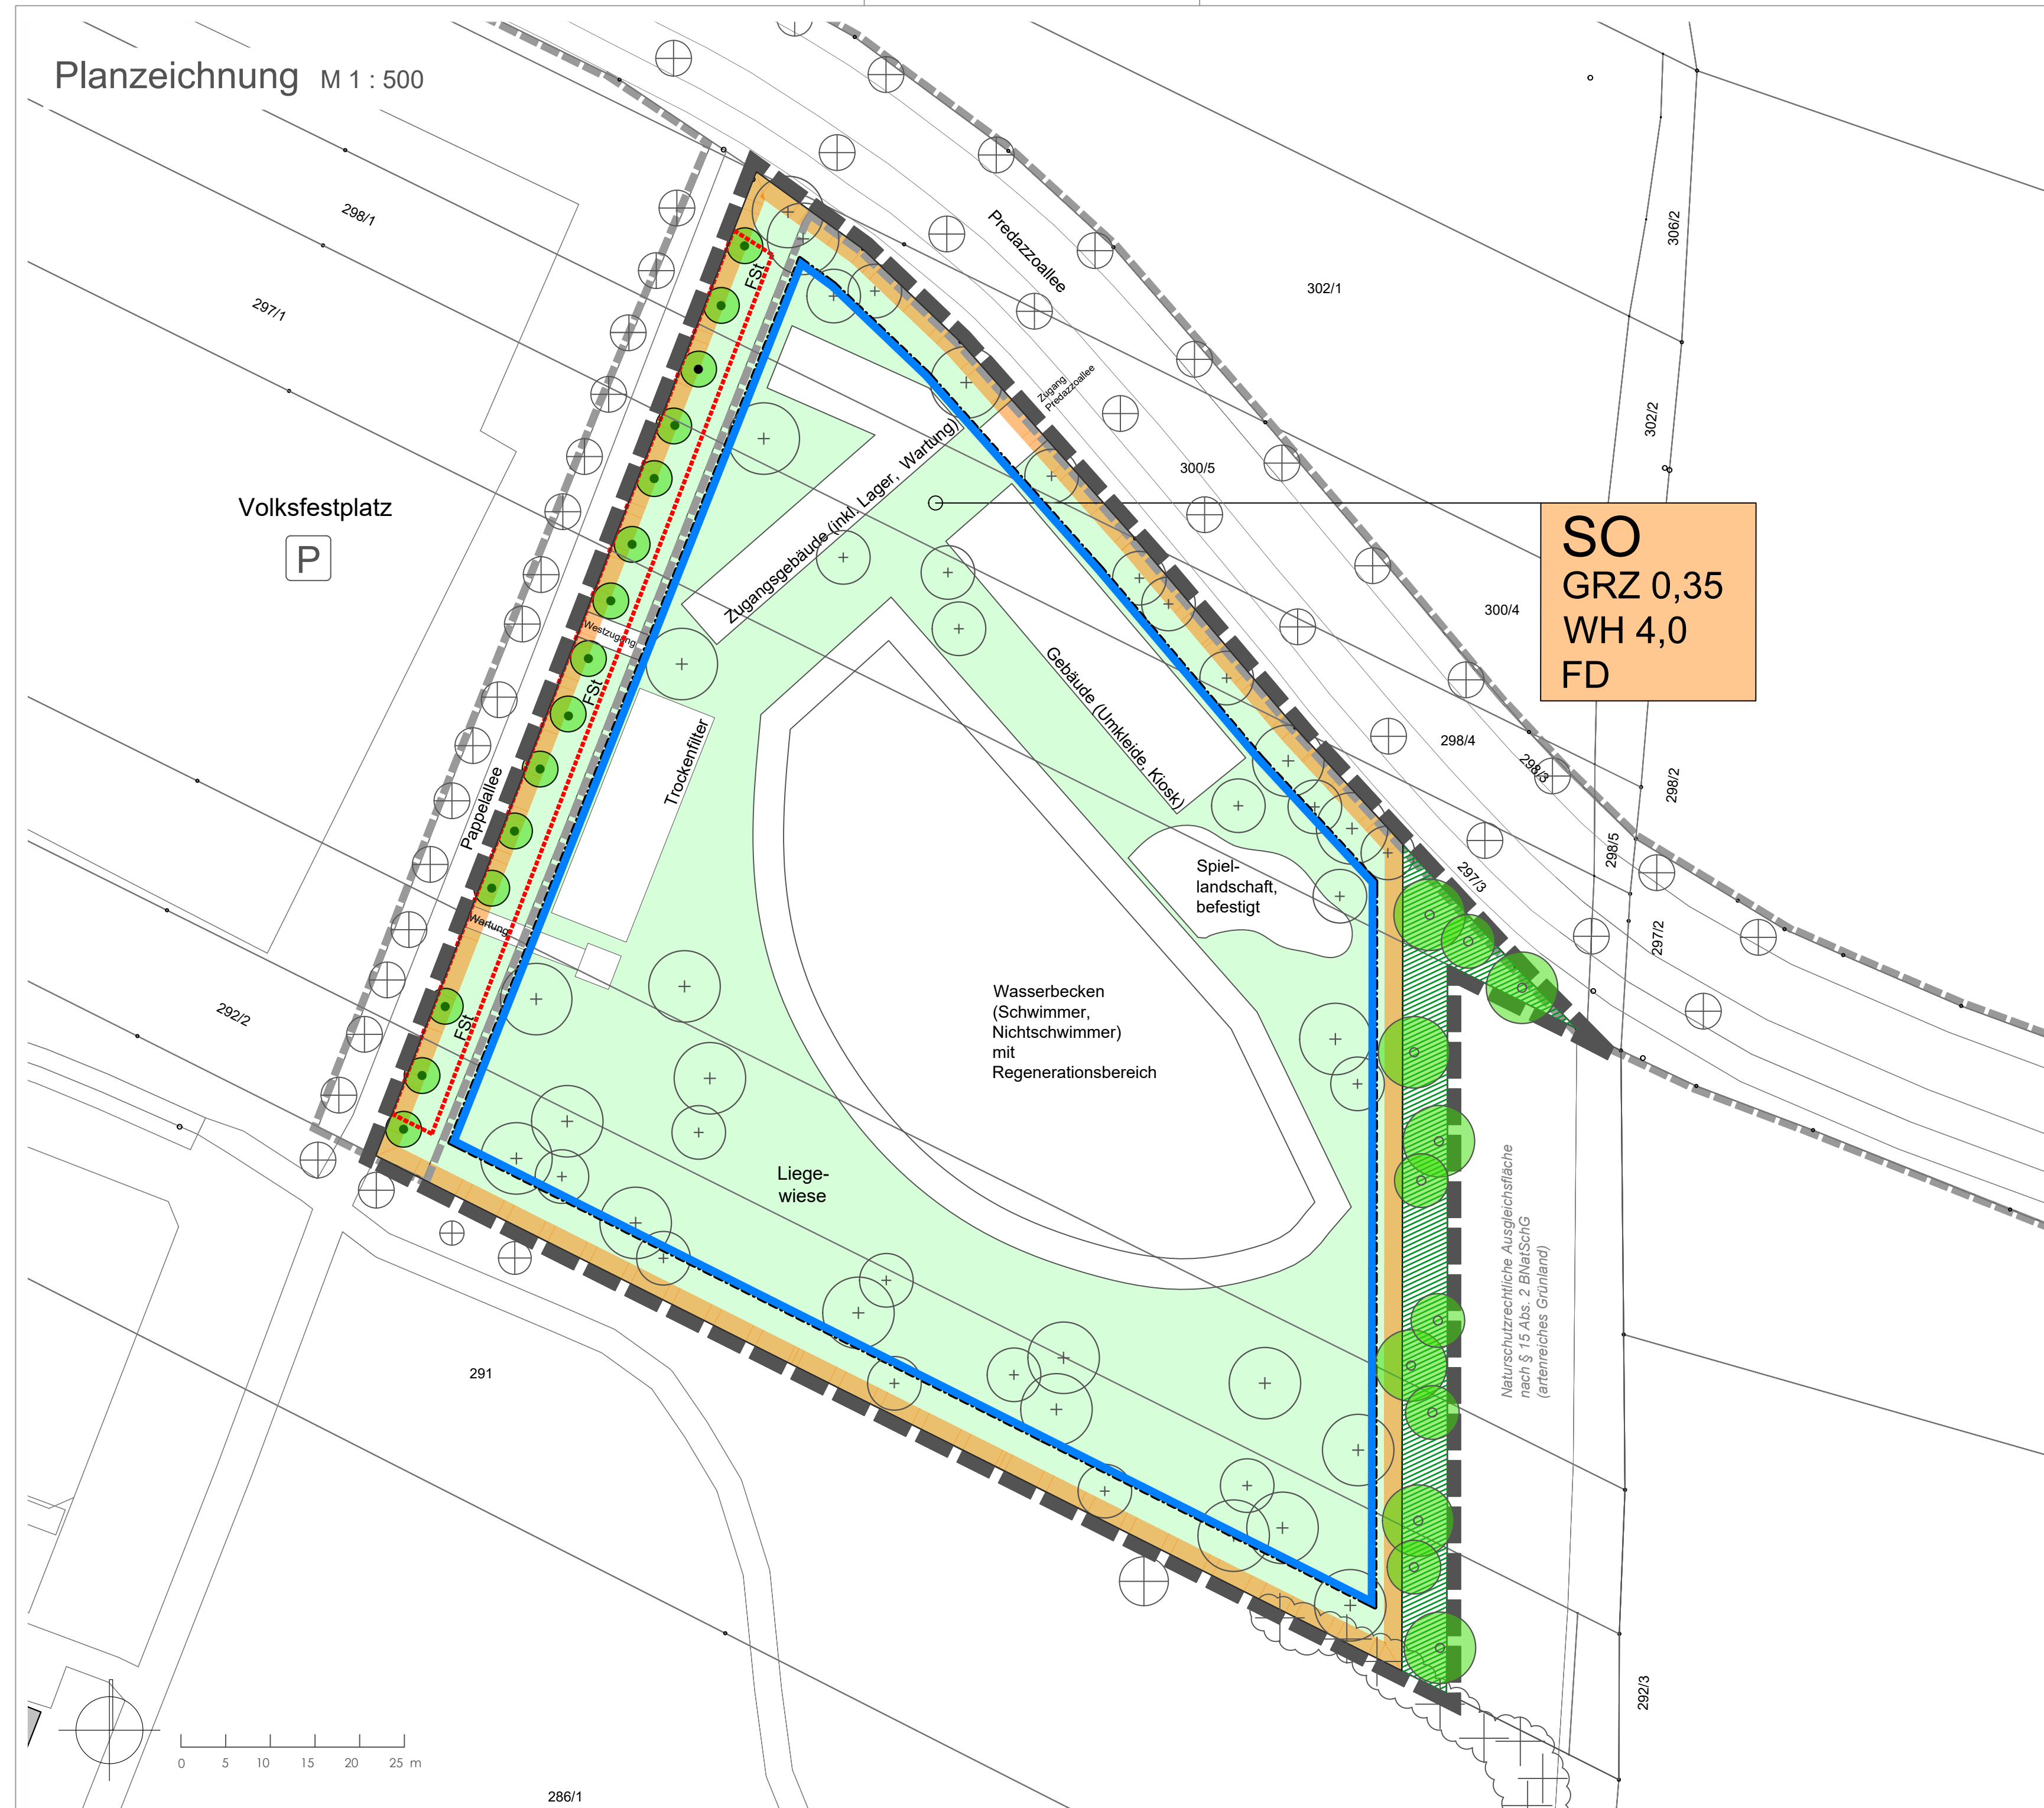 Planzeichnung M 1 : 500
298/1
297/1
Volksfestplatz
P
Pappelallee
292/2
FSt
Westzugang
FSt
Wartung
FSt
Predazzoallee
Zugang
Predazzoallee
302/1
306/2
302/2
300/5
300/4
298/4
298/3
298/2
298/5
297/3
297/2
SO
GRZ 0,35
WH 4,0
FD
Zugangsgebäude (inkl. Lager, Wartung)
Gebäude (Umkleide, Kiosk)
Trockenfilter
Spiel-
landschaft,
befestigt
Wasserbecken
(Schwimmer,
Nichtschwimmer)
mit
Regenerationsbereich
Liege-
wiese
Naturschutzrechtliche Ausgleichsfläche
nach § 15 Abs. 2 BNatSchG
(artenreiches Grünland)
291
292/3
0 5 10 15 20 25 m
286/1